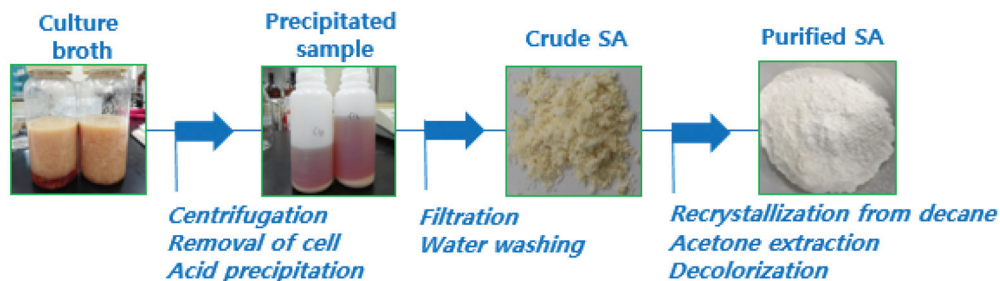 Culture
broth
Precipitated
sample
Crude SA
Purified SA
Centrifugation
Removal of cell
Acid precipitation
Filtration
Water washing
Recrystallization from decane
Acetone extraction
Decolorization